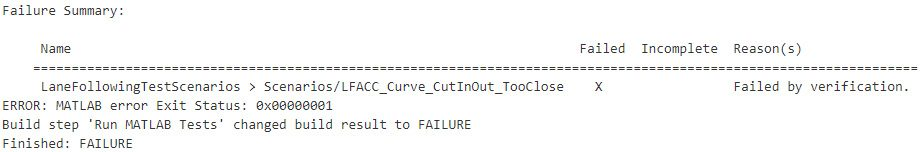 Failure Summary:
Name Failed Incomplete Reason(s)
==========================================================================================================================
LaneFollowingTestScenarios > Scenarios/LFACC_Curve_CutInOut_TooClose X Failed by verification.
ERROR: MATLAB error Exit Status: 0x00000001
Build step 'Run MATLAB Tests' changed build result to FAILURE
Finished: FAILURE